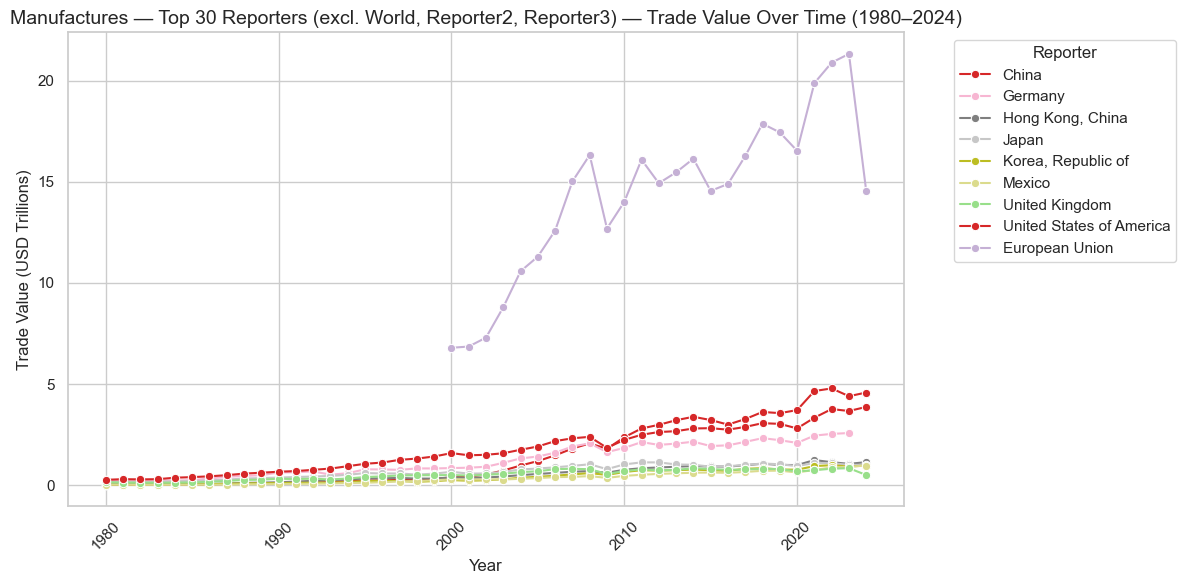 Manufactures — Top 30 Reporters (excl. World, Reporter2, Reporter3) — Trade Value Over Time (1980–2024)
Trade Value (USD Trillions)
20
15
10
5
0
1980
1990
2000
2010
2020
Year
Reporter
China
Germany
Hong Kong, China
Japan
Korea, Republic of
Mexico
United Kingdom
United States of America
European Union